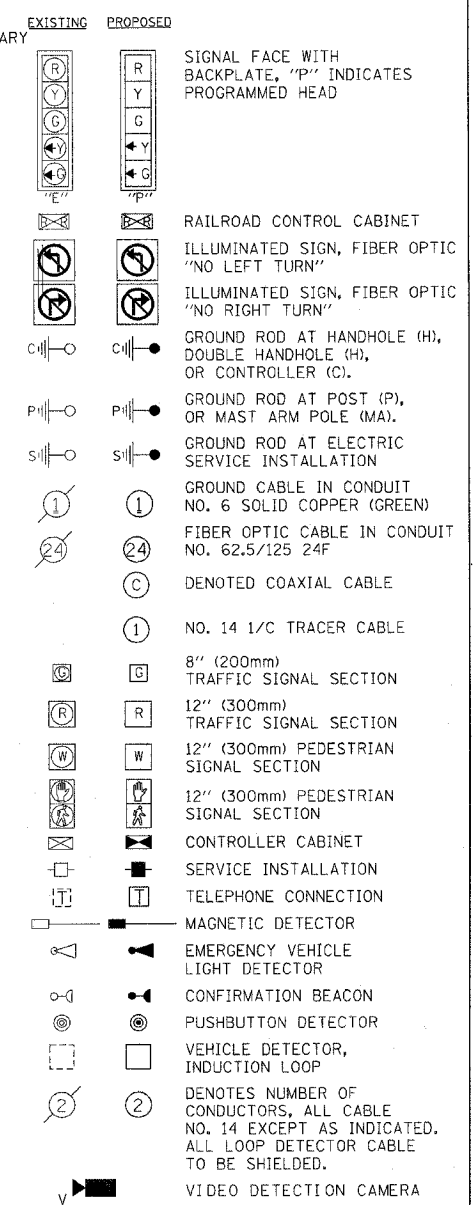 EXISTING PROPOSED
ARY
R R
Y Y
G G
Y Y
G G
"E" "P"
SIGNAL FACE WITH
BACKPLATE, "P" INDICATES
PROGRAMMED HEAD
R R RAILROAD CONTROL CABINET
ILLUMINATED SIGN, FIBER OPTIC
"NO LEFT TURN"
ILLUMINATED SIGN, FIBER OPTIC
"NO RIGHT TURN"
C C GROUND ROD AT HANDHOLE (H),
DOUBLE HANDHOLE (H),
OR CONTROLLER (C).
P P GROUND ROD AT POST (P),
OR MAST ARM POLE (MA).
S S GROUND ROD AT ELECTRIC
SERVICE INSTALLATION
1 1 GROUND CABLE IN CONDUIT
NO. 6 SOLID COPPER (GREEN)
24 24 FIBER OPTIC CABLE IN CONDUIT
NO. 62.5/125 24F
C DENOTED COAXIAL CABLE
1 NO. 14 1/C TRACER CABLE
G G 8" (200mm)
TRAFFIC SIGNAL SECTION
R R 12" (300mm)
TRAFFIC SIGNAL SECTION
W W 12" (300mm) PEDESTRIAN
SIGNAL SECTION
12" (300mm) PEDESTRIAN
SIGNAL SECTION
CONTROLLER CABINET
SERVICE INSTALLATION
T T TELEPHONE CONNECTION
MAGNETIC DETECTOR
EMERGENCY VEHICLE
LIGHT DETECTOR
CONFIRMATION BEACON
PUSHBUTTON DETECTOR
VEHICLE DETECTOR,
INDUCTION LOOP
2 2 DENOTES NUMBER OF
CONDUCTORS, ALL CABLE
NO. 14 EXCEPT AS INDICATED.
ALL LOOP DETECTOR CABLE
TO BE SHIELDED.
V VIDEO DETECTION CAMERA